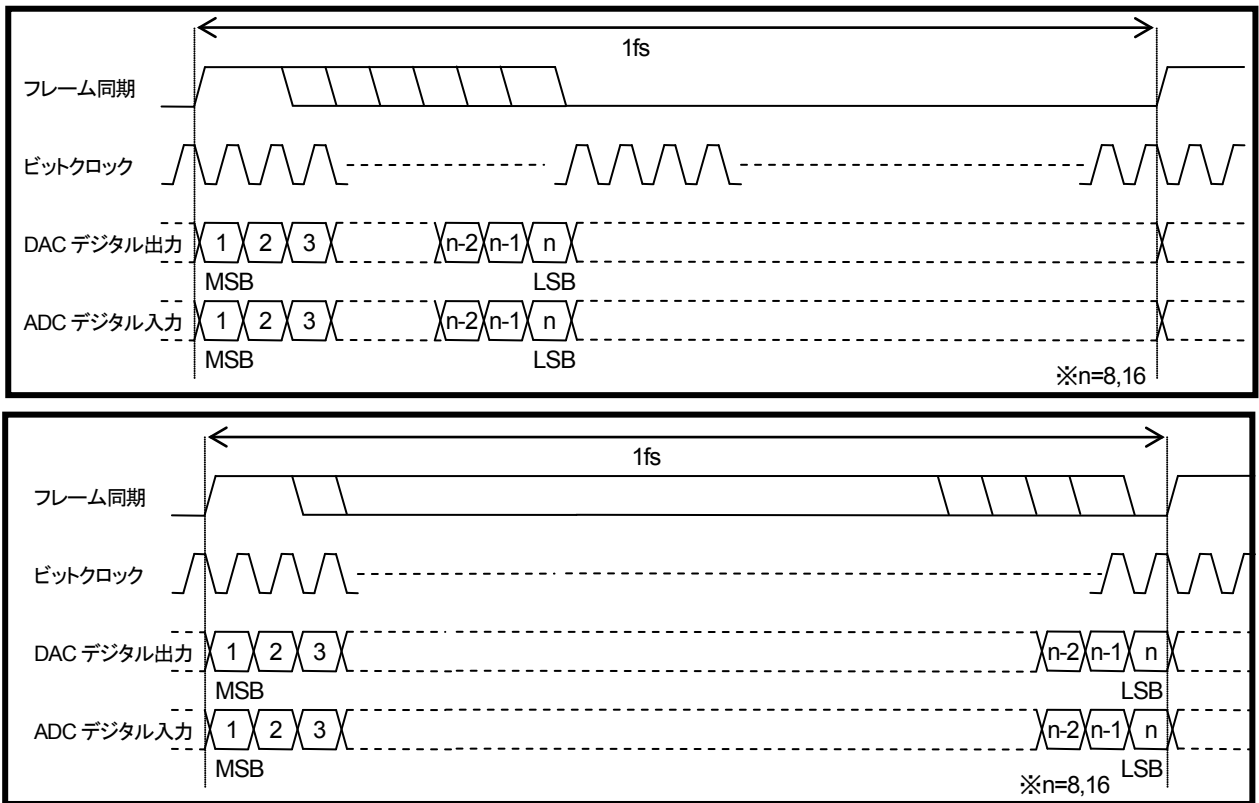 1fs
フレーム同期
ビットクロック
DAC デジタル出力 1 2 3 n-2 n-1 n
MSB LSB
ADC デジタル入力 1 2 3 n-2 n-1 n
MSB LSB
※n=8,16
1fs
フレーム同期
ビットクロック
DAC デジタル出力 1 2 3 n-2 n-1 n
MSB LSB
ADC デジタル入力 1 2 3 n-2 n-1 n
MSB LSB
※n=8,16